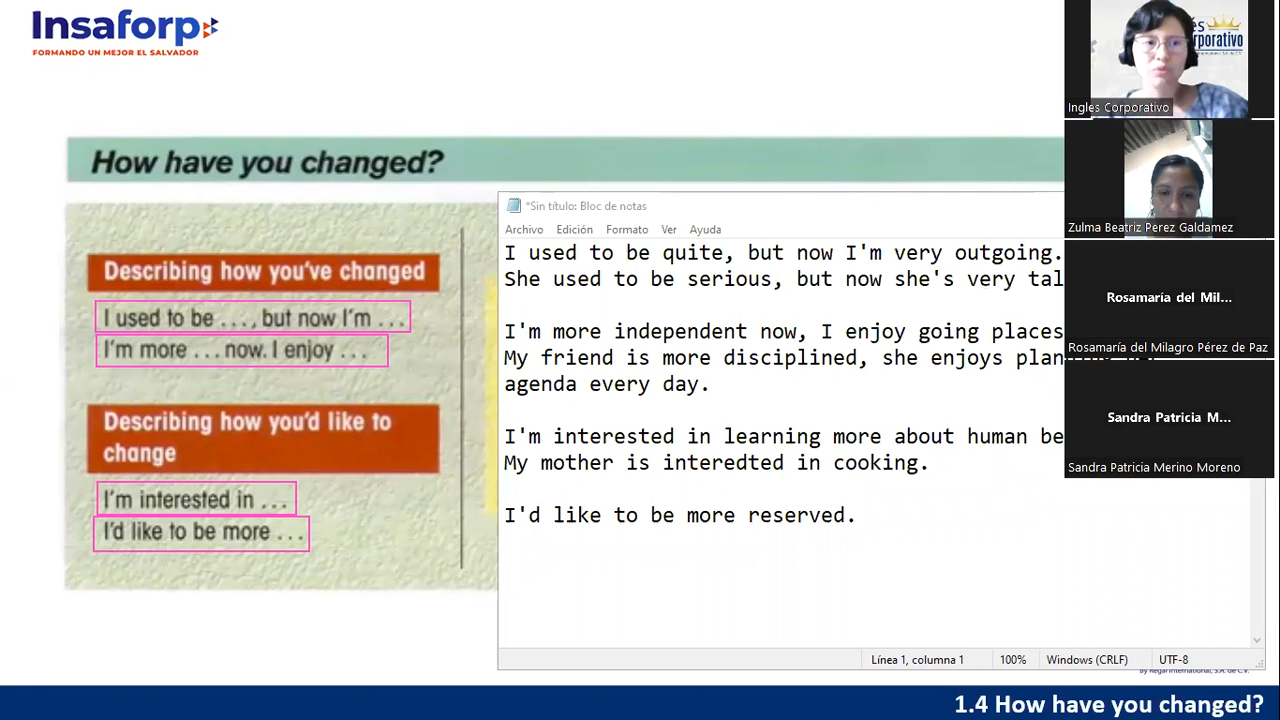 Insaforp
FORMANDO UN MEJOR EL SALVADOR
How have you changed?
Describing how you've changed
I used to be ..., but now I'm ...
I'm more ... now. I enjoy ...
Describing how you'd like to
change
I'm interested in ...
I'd like to be more ...
*Sin título: Bloc de notas
Archivo Edición Formato Ver Ayuda
I used to be quite, but now I'm very outgoing.
She used to be serious, but now she's very tal
I'm more independent now, I enjoy going places
My friend is more disciplined, she enjoys
agenda every day.
I'm interested in learning more about human be
My mother is interedted in cooking.
I'd like to be more reserved.
Línea 1, columna 1 100% Windows (CRLF) UTF-8
by Regal International, S.A. de C.V.
1.4 How have you changed?
Ingles Corporativo
Zulma Beatriz Perez Galdamez
Rosamaría del Mil...
Rosamaría del Milagro Pérez de Paz
Sandra Patricia M...
Sandra Patricia Merino Moreno